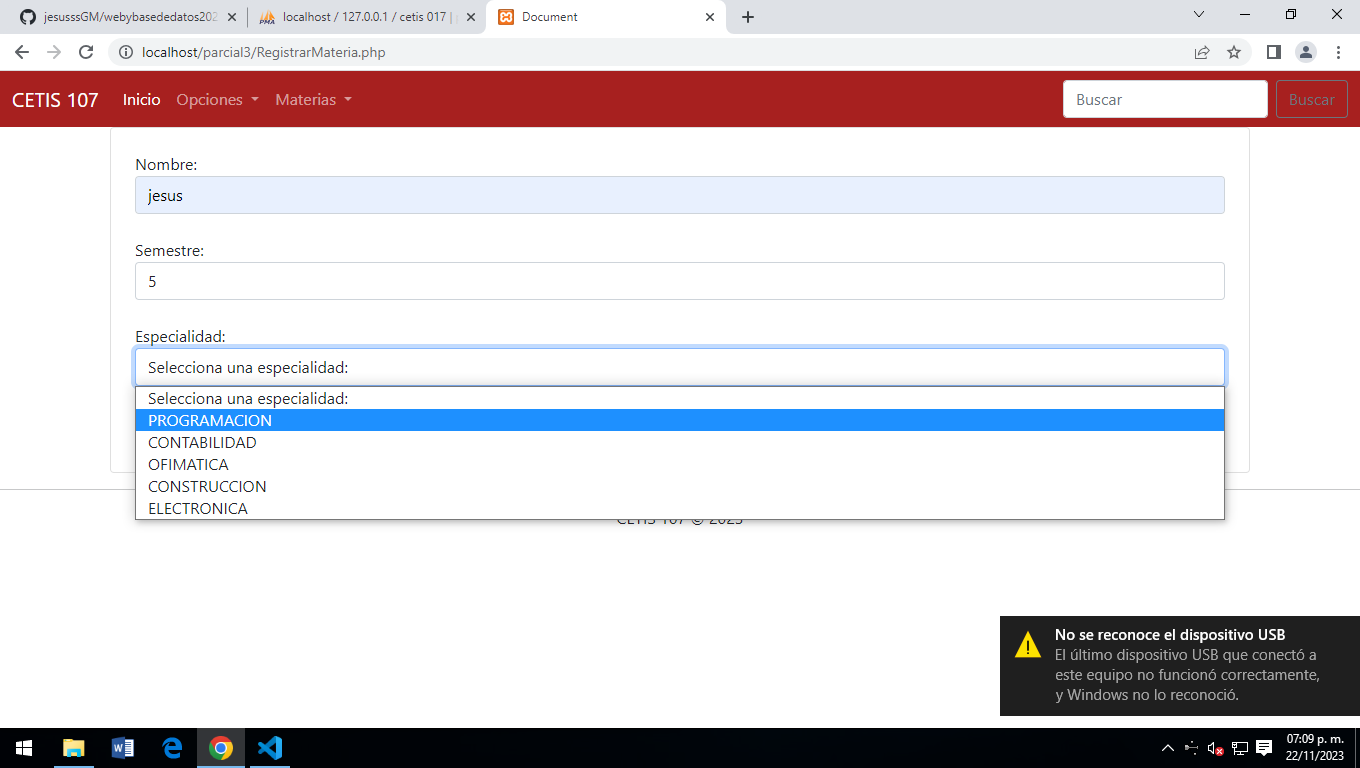 jesusssGM/webybasededatos202
localhost / 127.0.0.1 / cetis 017 |
Document
localhost/parcial3/RegistrarMateria.php
CETIS 107 Inicio Opciones Materias Buscar Buscar
Nombre:
jesus
Semestre:
5
Especialidad:
Selecciona una especialidad:
Selecciona una especialidad:
PROGRAMACION
CONTABILIDAD
OFIMATICA
CONSTRUCCION
ELECTRONICA
CETIS 107 © 2023
No se reconoce el dispositivo USB
El último dispositivo USB que conectó a
este equipo no funcionó correctamente,
y Windows no lo reconoció.
07:09 p. m.
22/11/2023